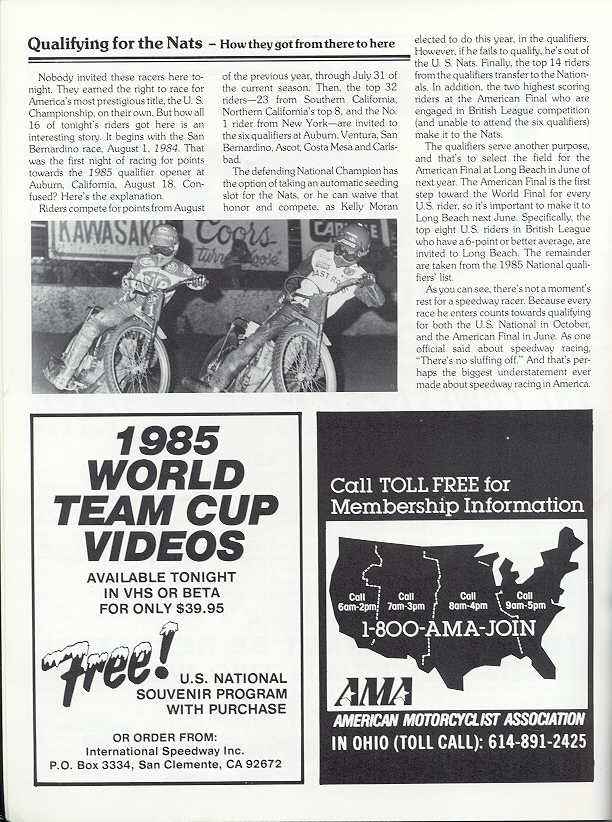 Qualifying for the Nats – How they got from there to here
Nobody invited these racers here to-
night. They earned the right to race for
America's most prestigious title, the U. S.
Championship, on their own. But how all
16 of tonight's riders got here is an
interesting story. It begins with the San
Bernardino race, August 1, 1984. That
was the first night of racing for points
towards the 1985 qualifier opener at
Auburn, California, August 18. Con-
fused? Here's the explanation.
Riders compete for points from August
of the previous year, through July 31 of
the current season. Then, the top 32
riders—23 from Southern California,
Northern California's top 8, and the No.
1 rider from New York—are invited to
the six qualifiers at Auburn, Ventura, San
Bernardino, Ascot, Costa Mesa and Carls-
bad.
The defending National Champion has
the option of taking an automatic seeding
slot for the Nats, or he can waive that
honor and compete, as Kelly Moran
elected to do this year, in the qualifiers.
However, if he fails to qualify, he's out of
the U. S. Nats. Finally, the top 14 riders
from the qualifiers transfer to the Nation-
als. In addition, the two highest scoring
riders at the American Final who are
engaged in British League competition
(and unable to attend the six qualifiers)
make it to the Nats.
The qualifiers serve another purpose,
and that's to select the field for the
American Final at Long Beach in June of
next year. The American Final is the first
step toward the World Final for every
U.S. rider, so it's important to make it to
Long Beach next June. Specifically, the
top eight U.S. riders in British League
who have a 6-point or better average, are
invited to Long Beach. The remainder
are taken from the 1985 National quali-
fiers' list.
As you can see, there's not a moment's
rest for a speedway racer. Because every
race he enters counts towards qualifying
for both the U.S. National in October,
and the American Final in June. As one
official said about speedway racing,
"There's no sluffing off." And that's per-
haps the biggest understatement ever
made about speedway racing in America.
KAWASAKI
Coors
turns loose
1985
WORLD
TEAM CUP
VIDEOS
AVAILABLE TONIGHT
IN VHS OR BETA
FOR ONLY $39.95
Free!
U.S. NATIONAL
SOUVENIR PROGRAM
WITH PURCHASE
OR ORDER FROM:
International Speedway Inc.
P.O. Box 3334, San Clemente, CA 92672
Call TOLL FREE for
Membership Information
Call
6am-2pm
Call
7am-3pm
Call
8am-4pm
Call
9am-5pm
1-800-AMA-JOIN
AMA
AMERICAN MOTORCYCLIST ASSOCIATION
IN OHIO (TOLL CALL): 614-891-2425